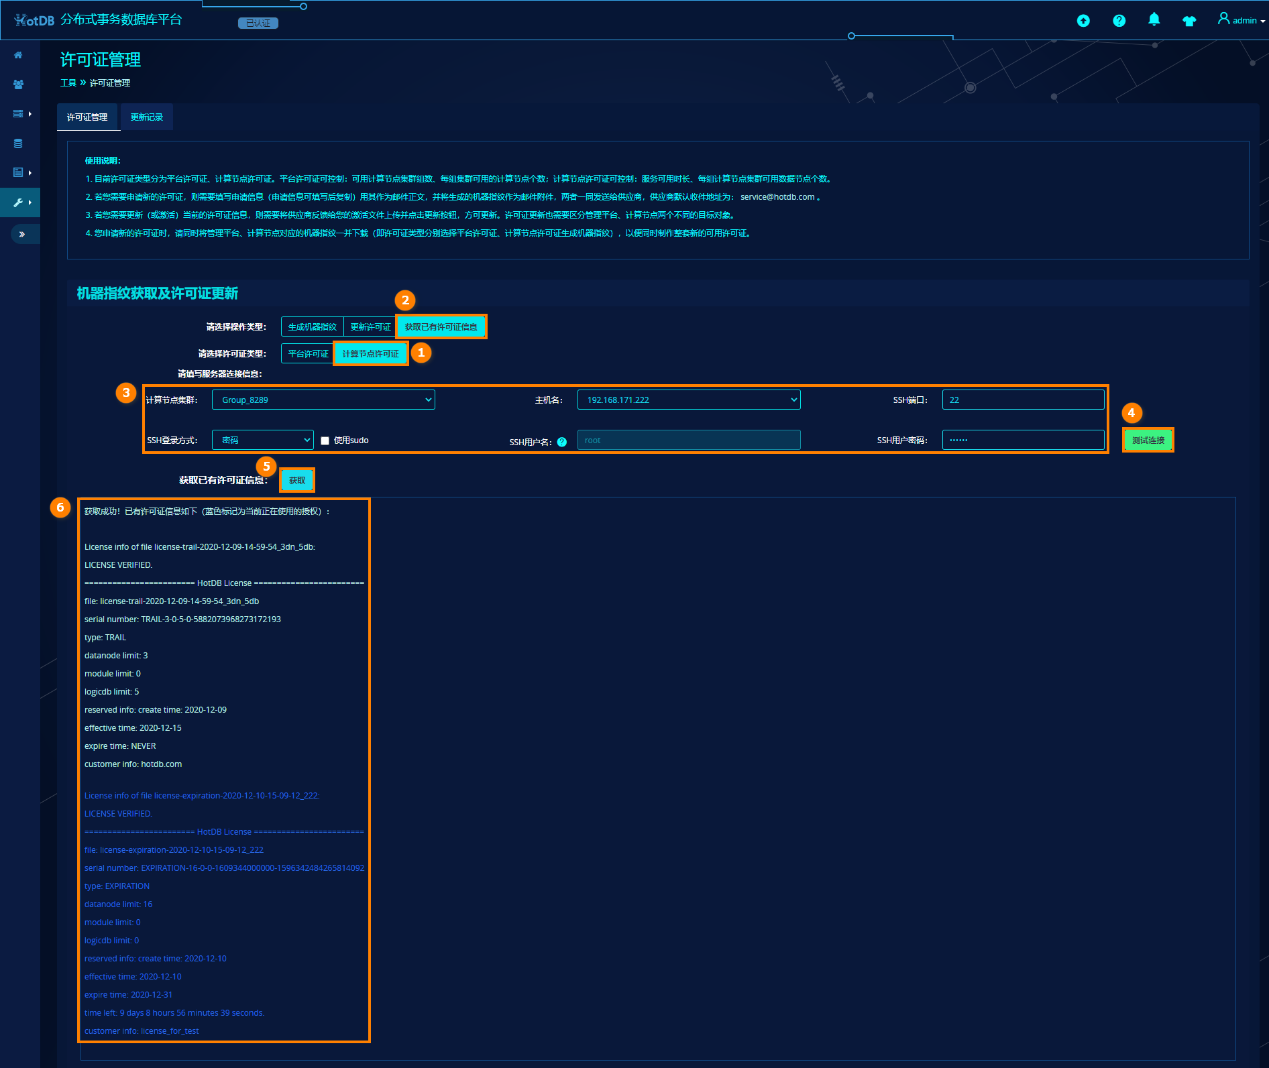 HotDB 分布式事务数据库平台
已认证
admin
许可证管理
工具 » 许可证管理
许可证管理 更新记录
使用说明：
1. 目前许可证类型分为平台许可证、计算节点许可证。平台许可证可控制：可用计算节点集群组数、每组集群可用的计算节点个数；计算节点许可证可控制：服务可用时长、每组计算节点集群可用数据节点个数。
2. 若您需要申请新的许可证，则需要填写申请信息（申请信息可填写后复制）用其作为邮件正文，并将生成的机器指纹作为邮件附件，两者一同发送给供应商，供应商默认收件地址为： service@hotdb.com 。
3. 若您需要更新（或激活）当前的许可证信息，则需要将供应商反馈给您的激活文件上传并点击更新按钮，方可更新。许可证更新也需要区分管理平台、计算节点两个不同的目标对象。
4. 您申请新的许可证时，请同时将管理平台、计算节点对应的机器指纹一并下载（即许可证类型分别选择平台许可证、计算节点许可证生成机器指纹），以便同时制作整套新的可用许可证。
机器指纹获取及许可证更新
2
请选择操作类型： 生成机器指纹 更新许可证 获取已有许可证信息
请选择许可证类型： 平台许可证 计算节点许可证 1
请填写服务器连接信息：
3 计算节点集群： Group_8289 主机名： 192.168.171.222 SSH端口： 22
4
SSH登录方式： 密码 使用sudo SSH用户名： root SSH用户密码： •••••• 测试连接
5
获取已有许可证信息： 获取
6
获取成功！已有许可证信息如下（蓝色标记为当前正在使用的授权）：
License info of file license-trail-2020-12-09-14-59-54_3dn_5db:
LICENSE VERIFIED.
======================== HotDB License ========================
file: license-trail-2020-12-09-14-59-54_3dn_5db
serial number: TRAIL-3-0-5-0-5882073968273172193
type: TRAIL
datanode limit: 3
module limit: 0
logicdb limit: 5
reserved info: create time: 2020-12-09
effective time: 2020-12-15
expire time: NEVER
customer info: hotdb.com
License info of file license-expiration-2020-12-10-15-09-12_222:
LICENSE VERIFIED.
======================== HotDB License ========================
file: license-expiration-2020-12-10-15-09-12_222
serial number: EXPIRATION-16-0-0-1609344000000-1596342484265814092
type: EXPIRATION
datanode limit: 16
module limit: 0
logicdb limit: 0
reserved info: create time: 2020-12-10
effective time: 2020-12-10
expire time: 2020-12-31
time left: 9 days 8 hours 56 minutes 39 seconds.
customer info: license_for_test